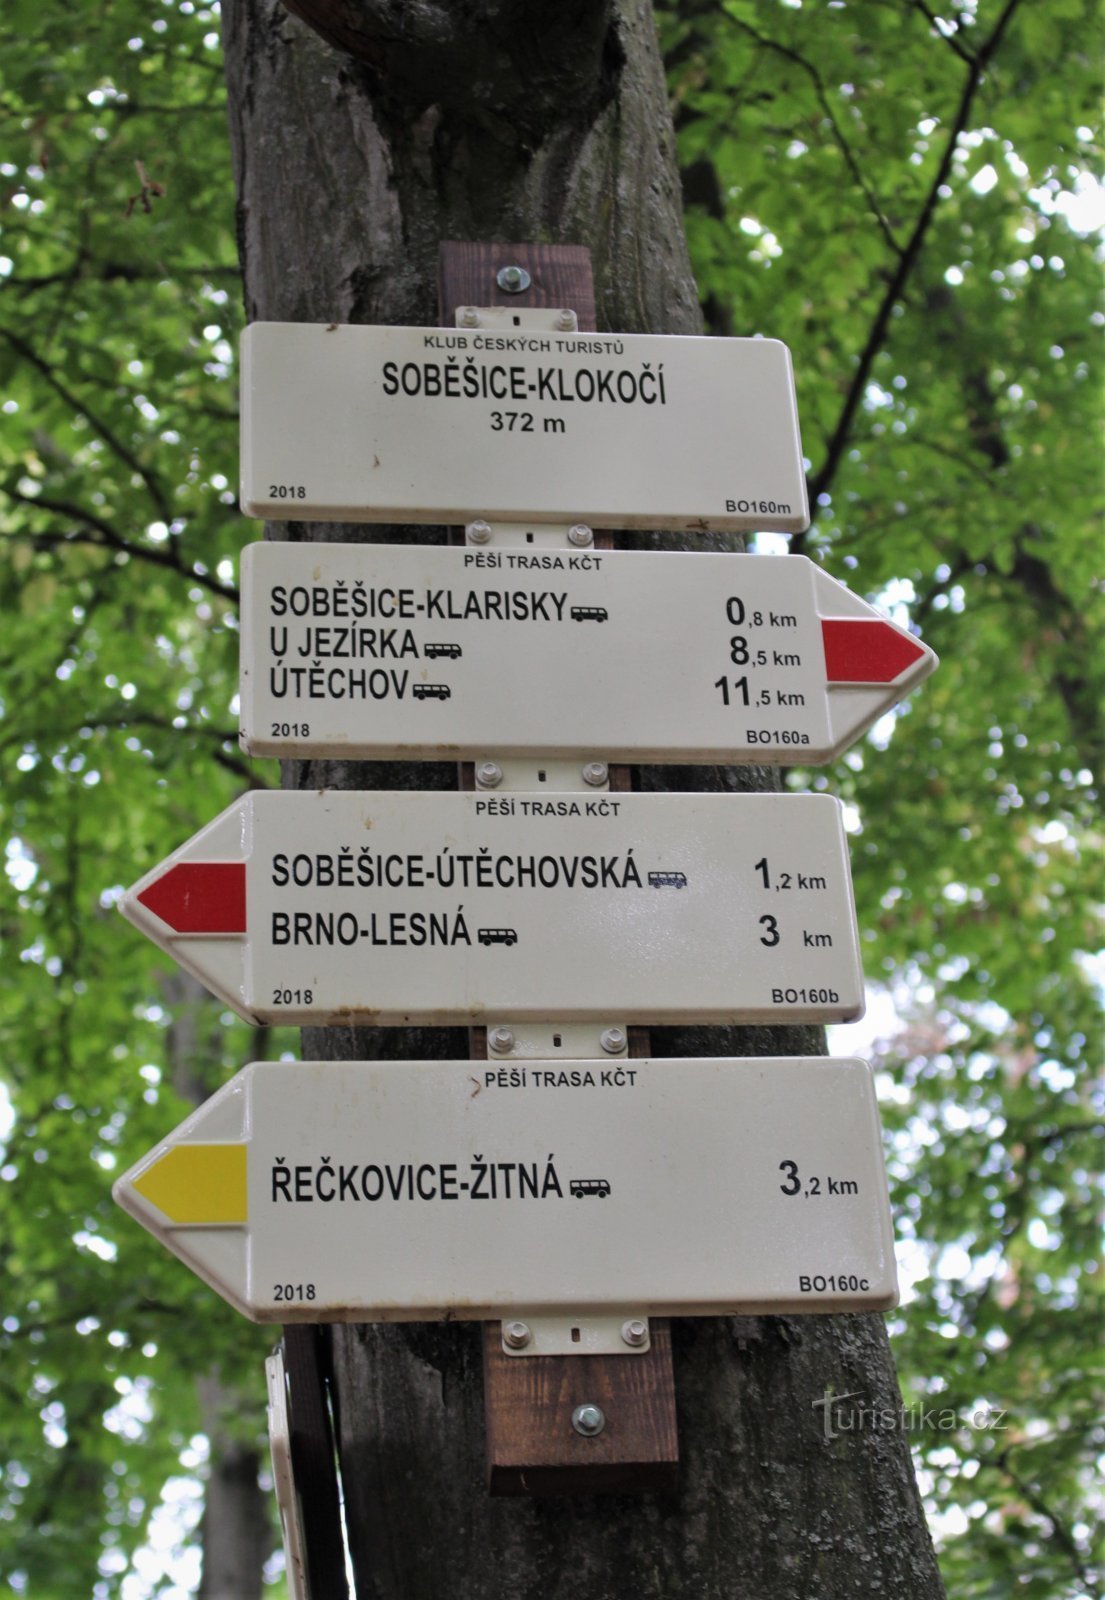 KLUB ČESKÝCH TURISTŮ
SOBĚŠICE-KLOKOČÍ
372 m
2018 BO160m
PĚŠÍ TRASA KČT
SOBĚŠICE-KLARISKY 0,8 km
U JEZÍRKA 8,5 km
ÚTĚCHOV 11,5 km
2018 BO160a
PĚŠÍ TRASA KČT
SOBĚŠICE-ÚTĚCHOVSKÁ 1,2 km
BRNO-LESNÁ 3 km
2018 BO160b
PĚŠÍ TRASA KČT
ŘEČKOVICE-ŽITNÁ 3,2 km
2018 BO160c
Turistika.cz